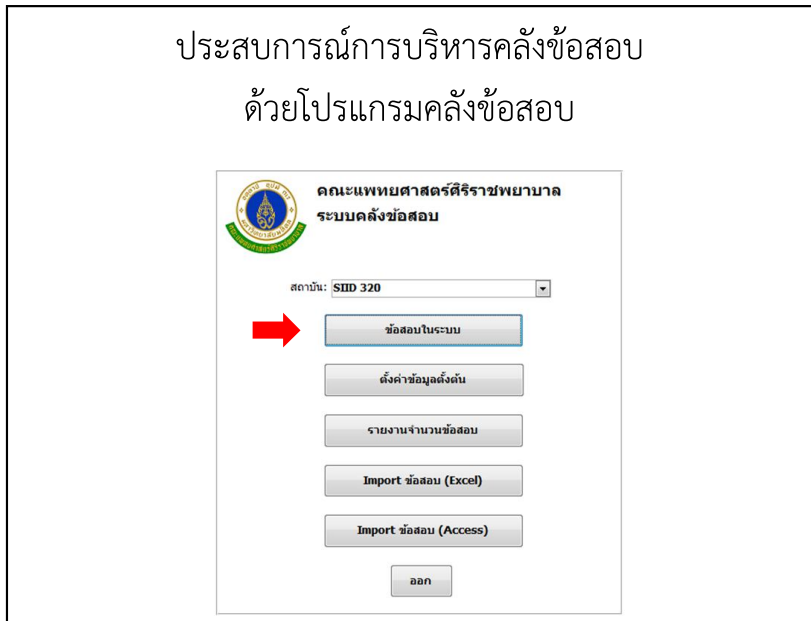 ประสบการณ์การบริหารคลังข้อสอบ
ด้วยโปรแกรมคลังข้อสอบ
คณะแพทยศาสตร์ศิริราชพยาบาล
ระบบคลังข้อสอบ
สถาบัน: SIID 320
ข้อสอบในระบบ
ตั้งค่าข้อมูลตั้งต้น
รายงานจำนวนข้อสอบ
Import ข้อสอบ (Excel)
Import ข้อสอบ (Access)
ออก